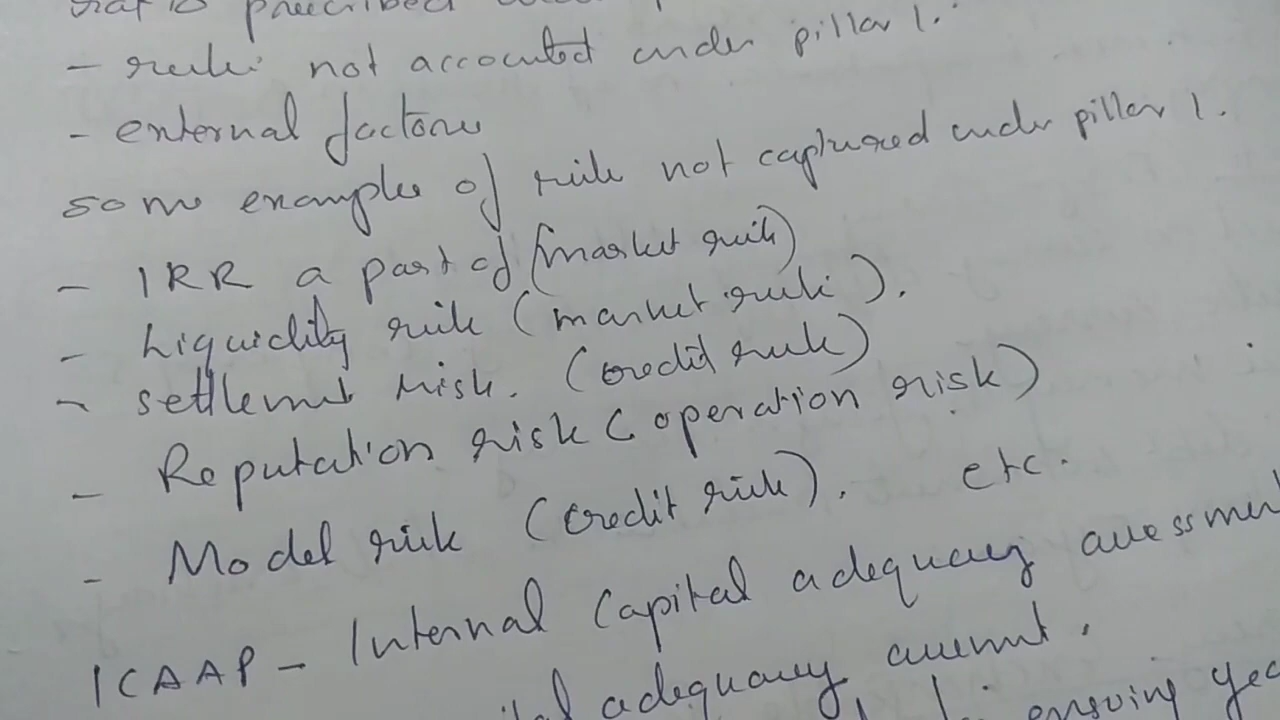 prescribed
- risk not accounted under pillar 1.
- external factors
some examples of risk not captured under pillar 1.
- IRR a part of (market risk)
- Liquidity risk (market risk).
- settlement risk. (credit risk)
- Reputation risk (operation risk)
- Model risk (credit risk). etc.
ICAAP - Internal Capital adequacy assessment
adequacy assessment.
ensuing